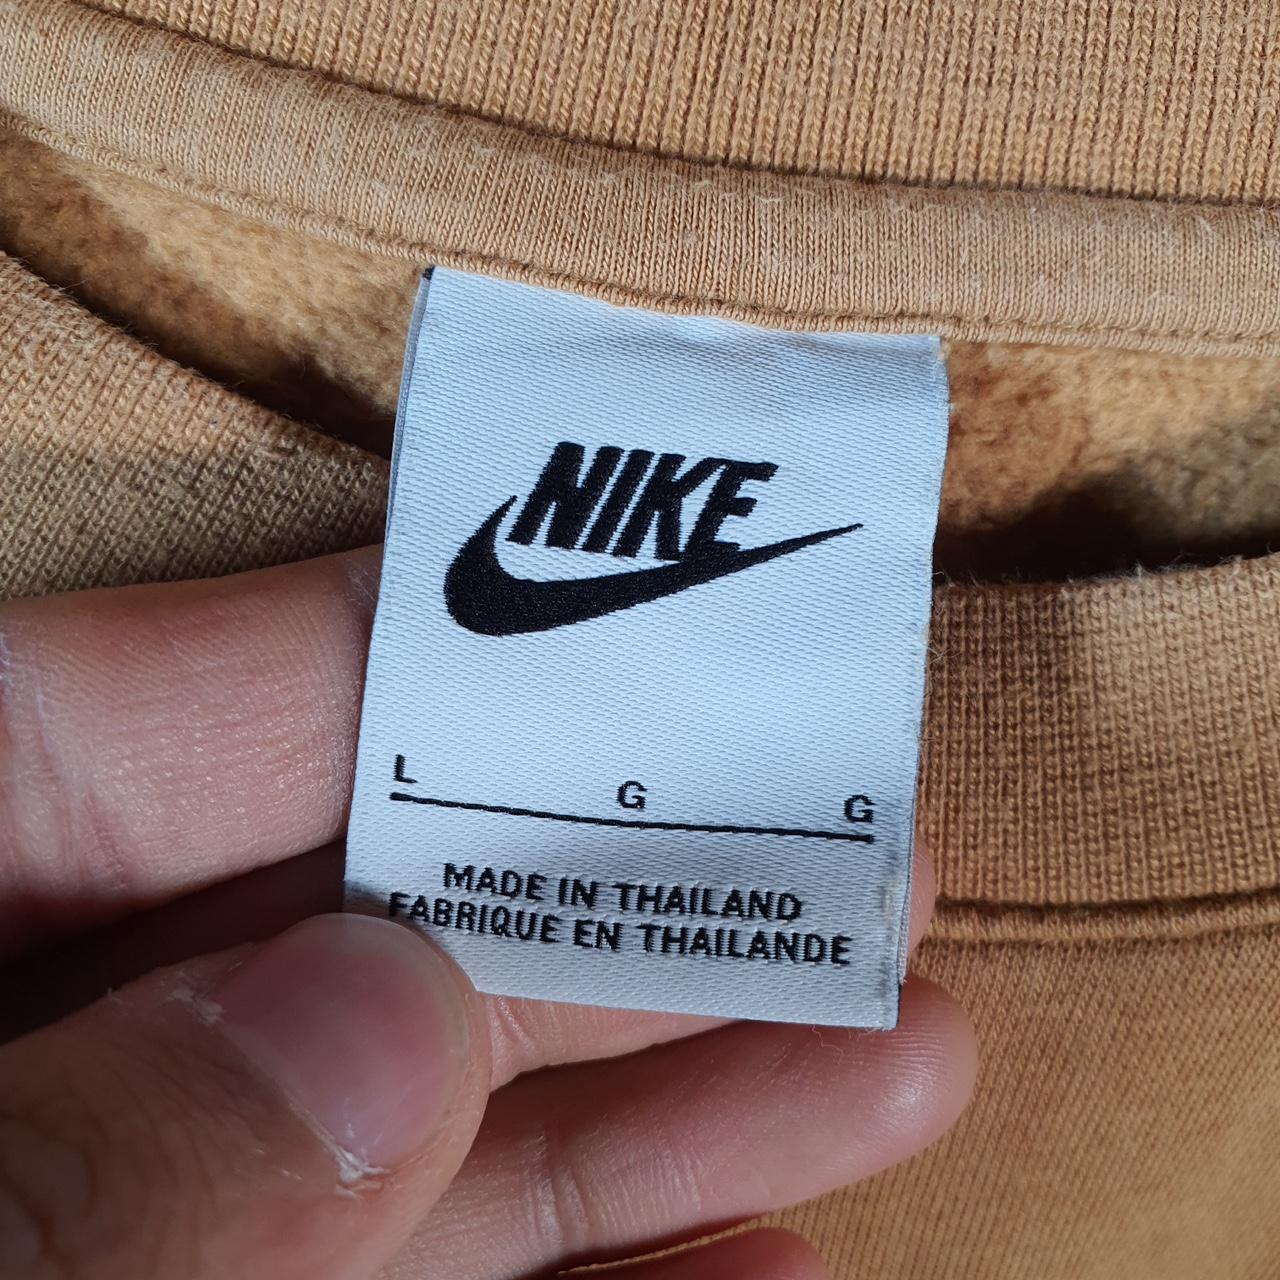 NIKE
L G G
MADE IN THAILAND
FABRIQUE EN THAILANDE